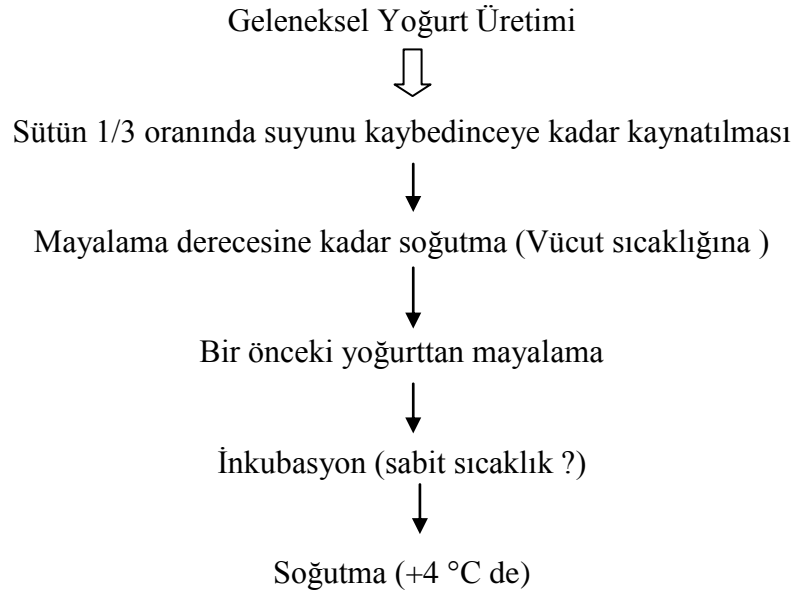 Geleneksel Yoğurt Üretimi
Sütün 1/3 oranında suyunu kaybedinceye kadar kaynatılması
Mayalama derecesine kadar soğutma (Vücut sıcaklığına )
Bir önceki yoğurttan mayalama
İnkubasyon (sabit sıcaklık ?)
Soğutma (+4 °C de)